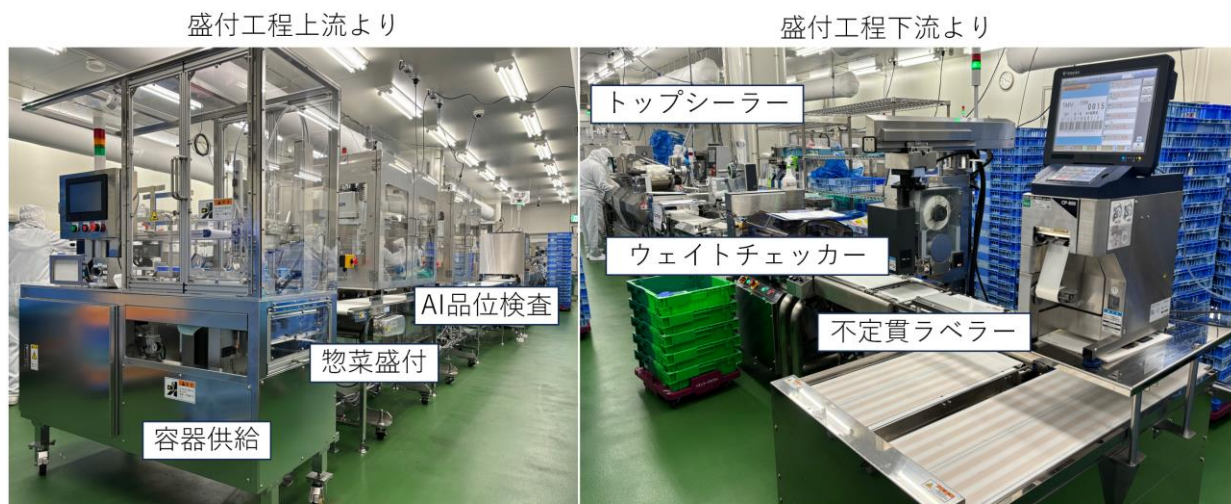 盛付工程上流より
盛付工程下流より
トップシーラー
ウェイトチェッカー
AI品位検査
不定貫ラベラー
惣菜盛付
容器供給